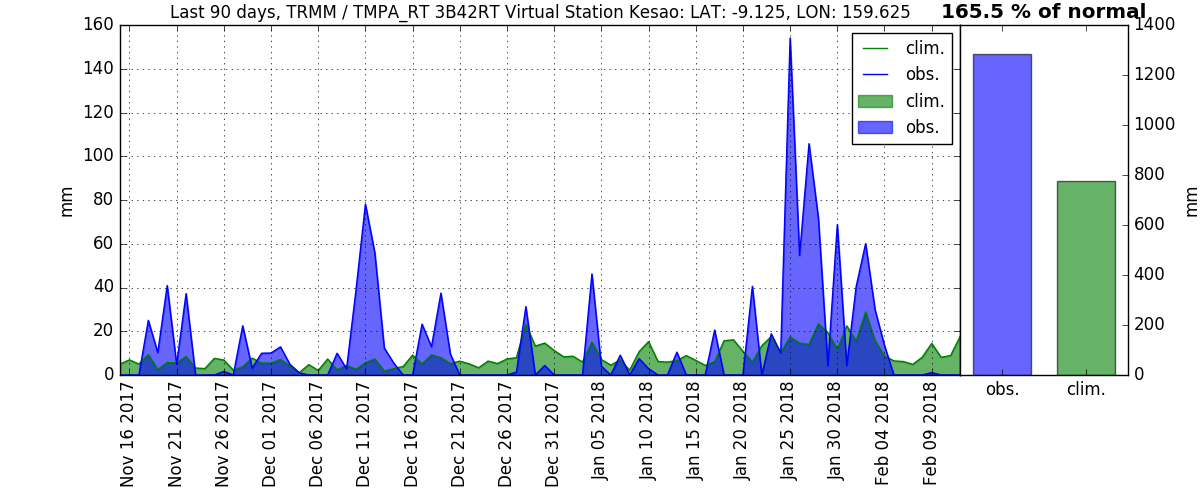 Last 90 days, TRMM / TMPA_RT 3B42RT Virtual Station Kesao: LAT: -9.125, LON: 159.625
165.5 % of normal
160
140
120
100
80
60
40
20
0
mm
clim.
obs.
clim.
obs.
Nov 16 2017
Nov 21 2017
Nov 26 2017
Dec 01 2017
Dec 06 2017
Dec 11 2017
Dec 16 2017
Dec 21 2017
Dec 26 2017
Dec 31 2017
Jan 05 2018
Jan 10 2018
Jan 15 2018
Jan 20 2018
Jan 25 2018
Jan 30 2018
Feb 04 2018
Feb 09 2018
1400
1200
1000
800
600
400
200
0
mm
obs.
clim.